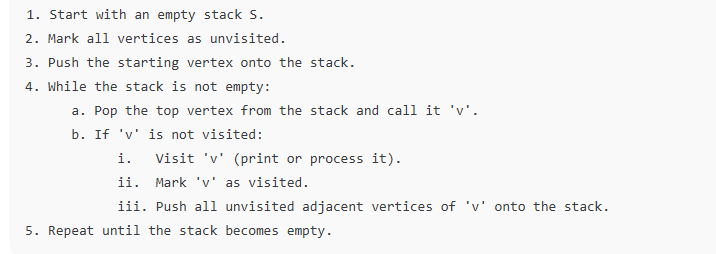 1. Start with an empty stack S.
2. Mark all vertices as unvisited.
3. Push the starting vertex onto the stack.
4. While the stack is not empty:
a. Pop the top vertex from the stack and call it 'v'.
b. If 'v' is not visited:
i. Visit 'v' (print or process it).
ii. Mark 'v' as visited.
iii. Push all unvisited adjacent vertices of 'v' onto the stack.
5. Repeat until the stack becomes empty.